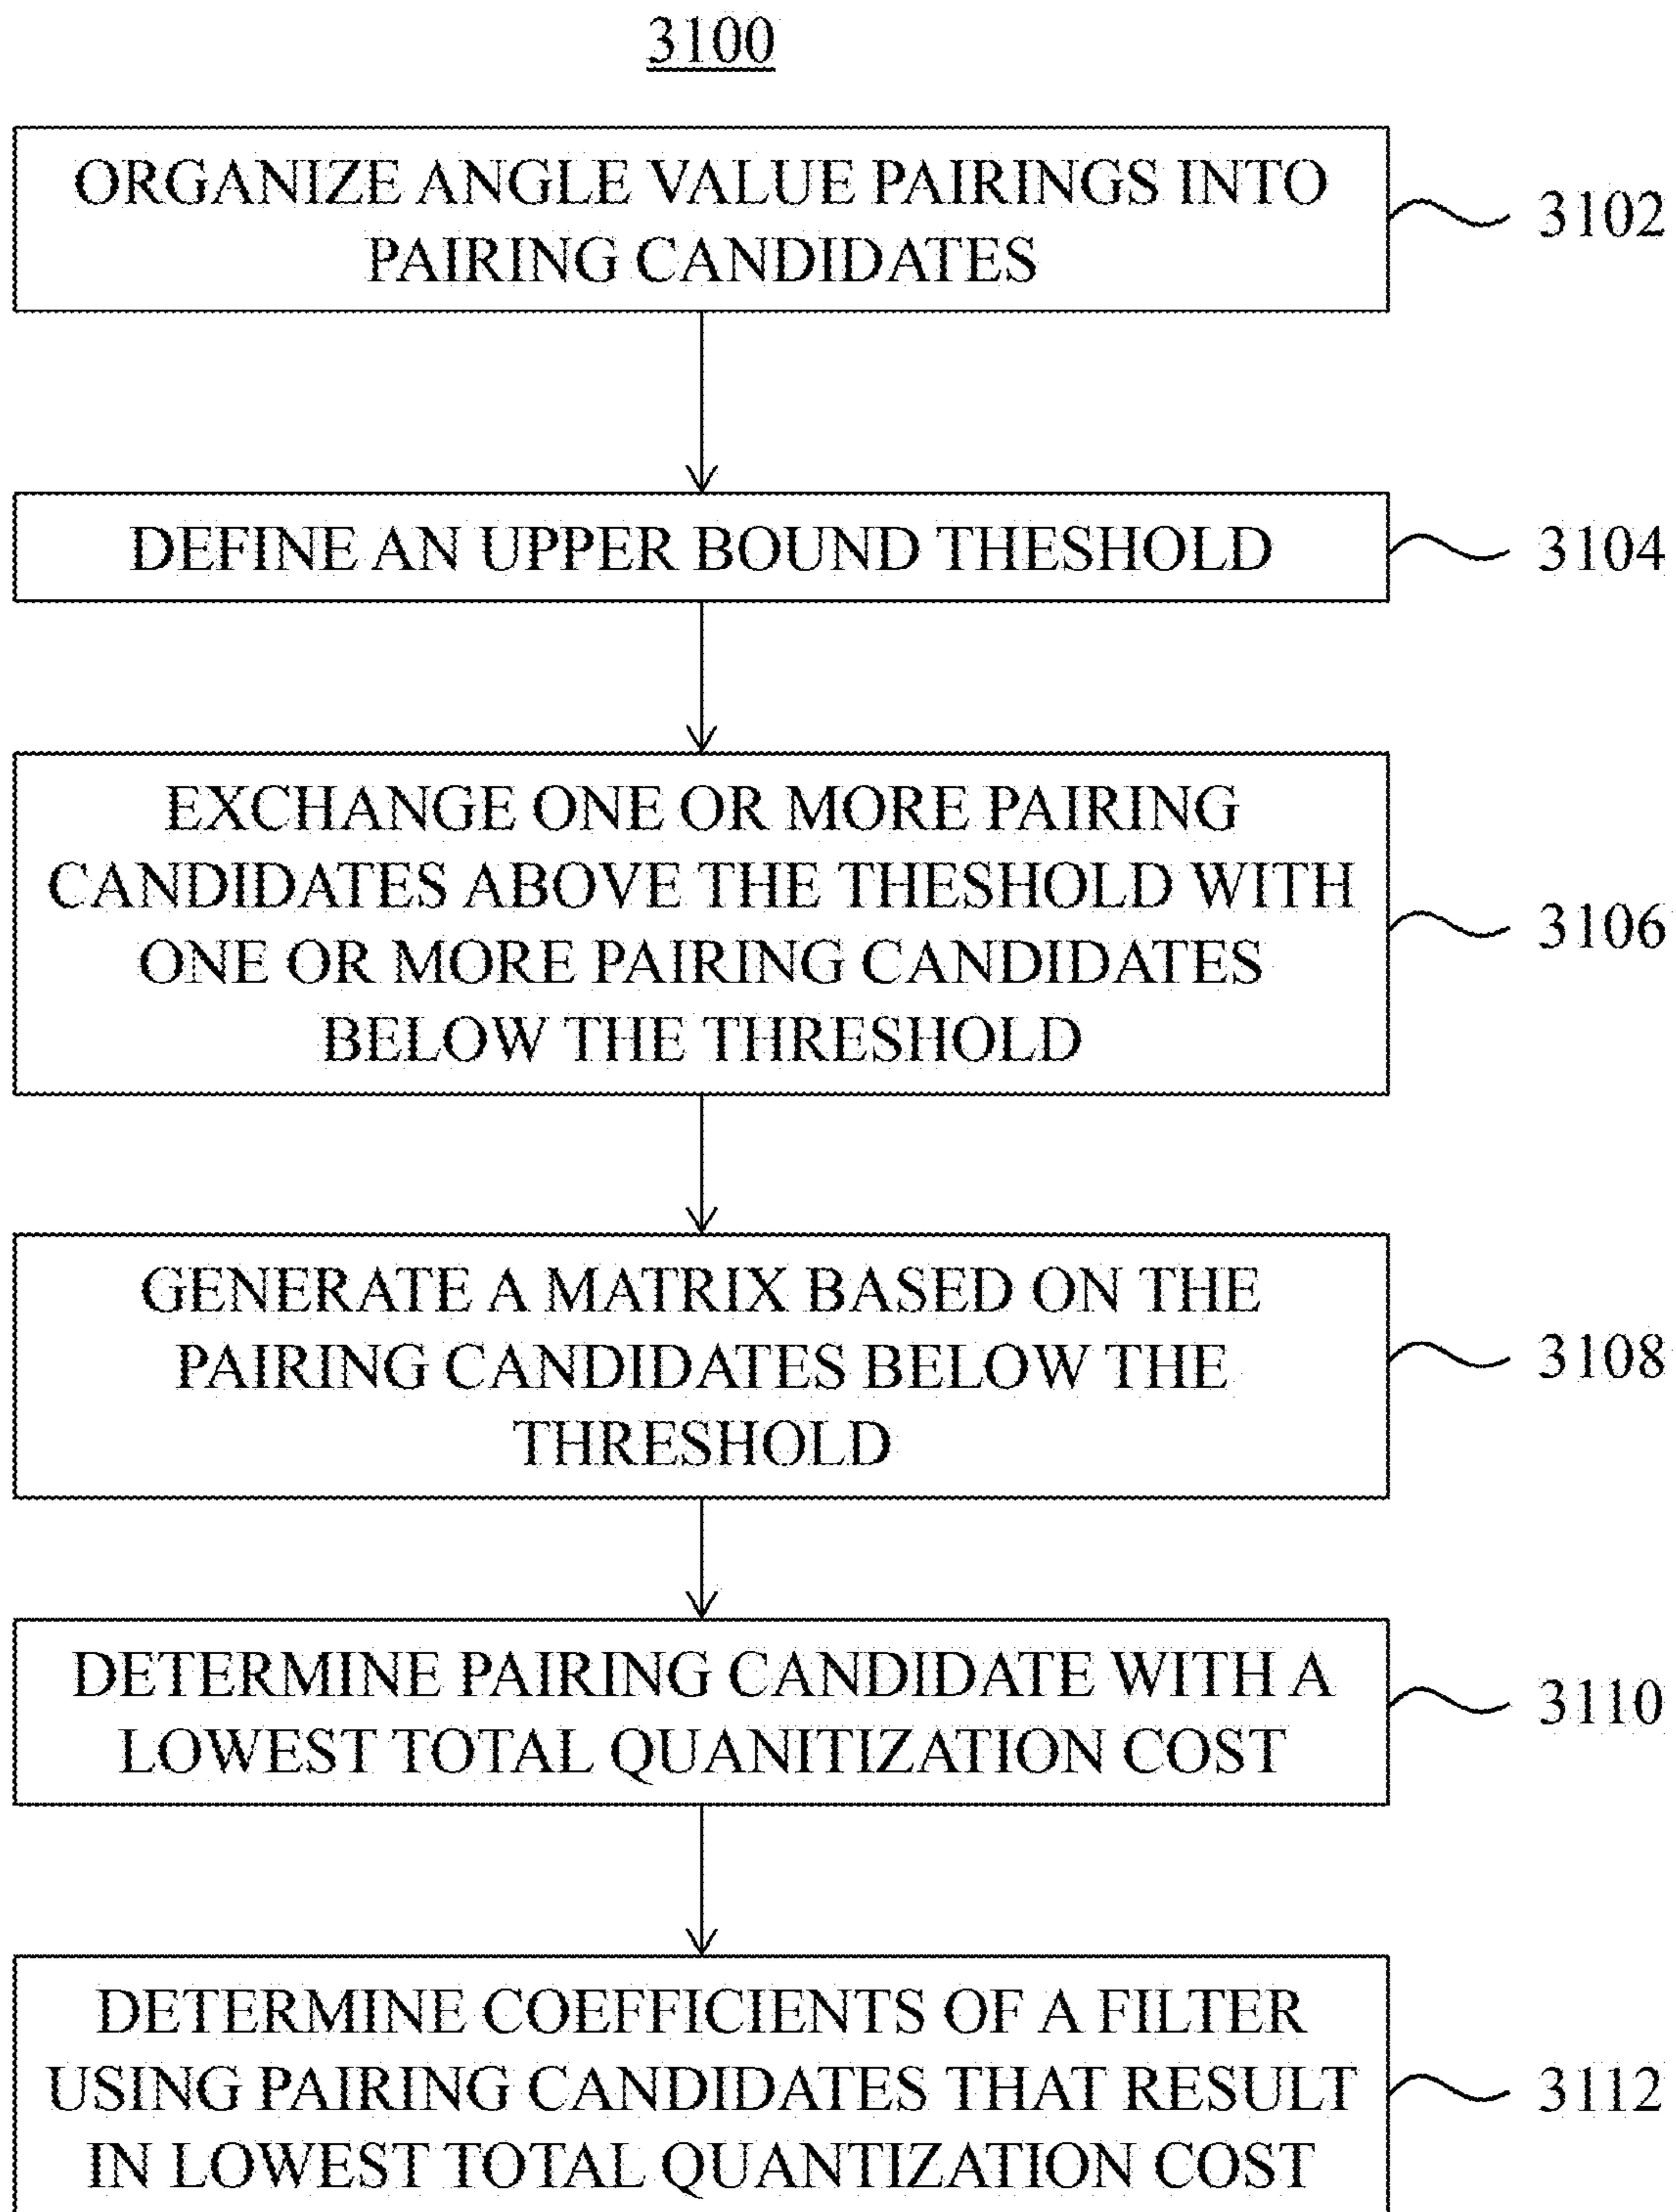 3100
ORGANIZE ANGLE VALUE PAIRINGS INTO
PAIRING CANDIDATES
3102
DEFINE AN UPPER BOUND THESHOLD
3104
EXCHANGE ONE OR MORE PAIRING
CANDIDATES ABOVE THE THESHOLD WITH
ONE OR MORE PAIRING CANDIDATES
BELOW THE THRESHOLD
3106
GENERATE A MATRIX BASED ON THE
PAIRING CANDIDATES BELOW THE
THRESHOLD
3108
DETERMINE PAIRING CANDIDATE WITH A
LOWEST TOTAL QUANITIZATION COST
3110
DETERMINE COEFFICIENTS OF A FILTER
USING PAIRING CANDIDATES THAT RESULT
IN LOWEST TOTAL QUANTIZATION COST
3112